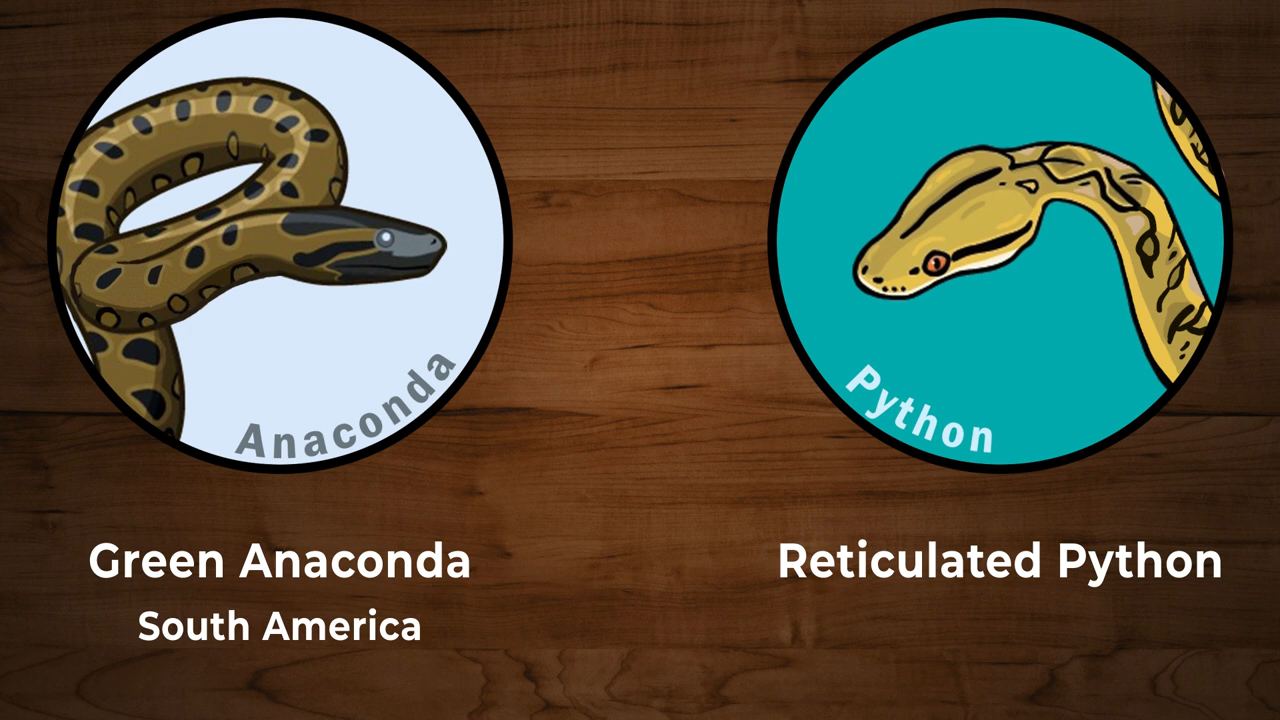 Anaconda
Python
Green Anaconda
Reticulated Python
South America